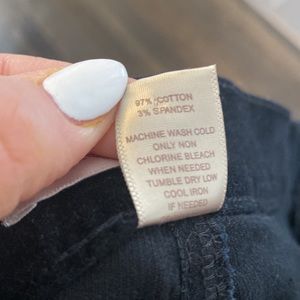 97% COTTON
3% SPANDEX
MACHINE WASH COLD
ONLY NON
CHLORINE BLEACH
WHEN NEEDED
TUMBLE DRY LOW
COOL IRON
IF NEEDED